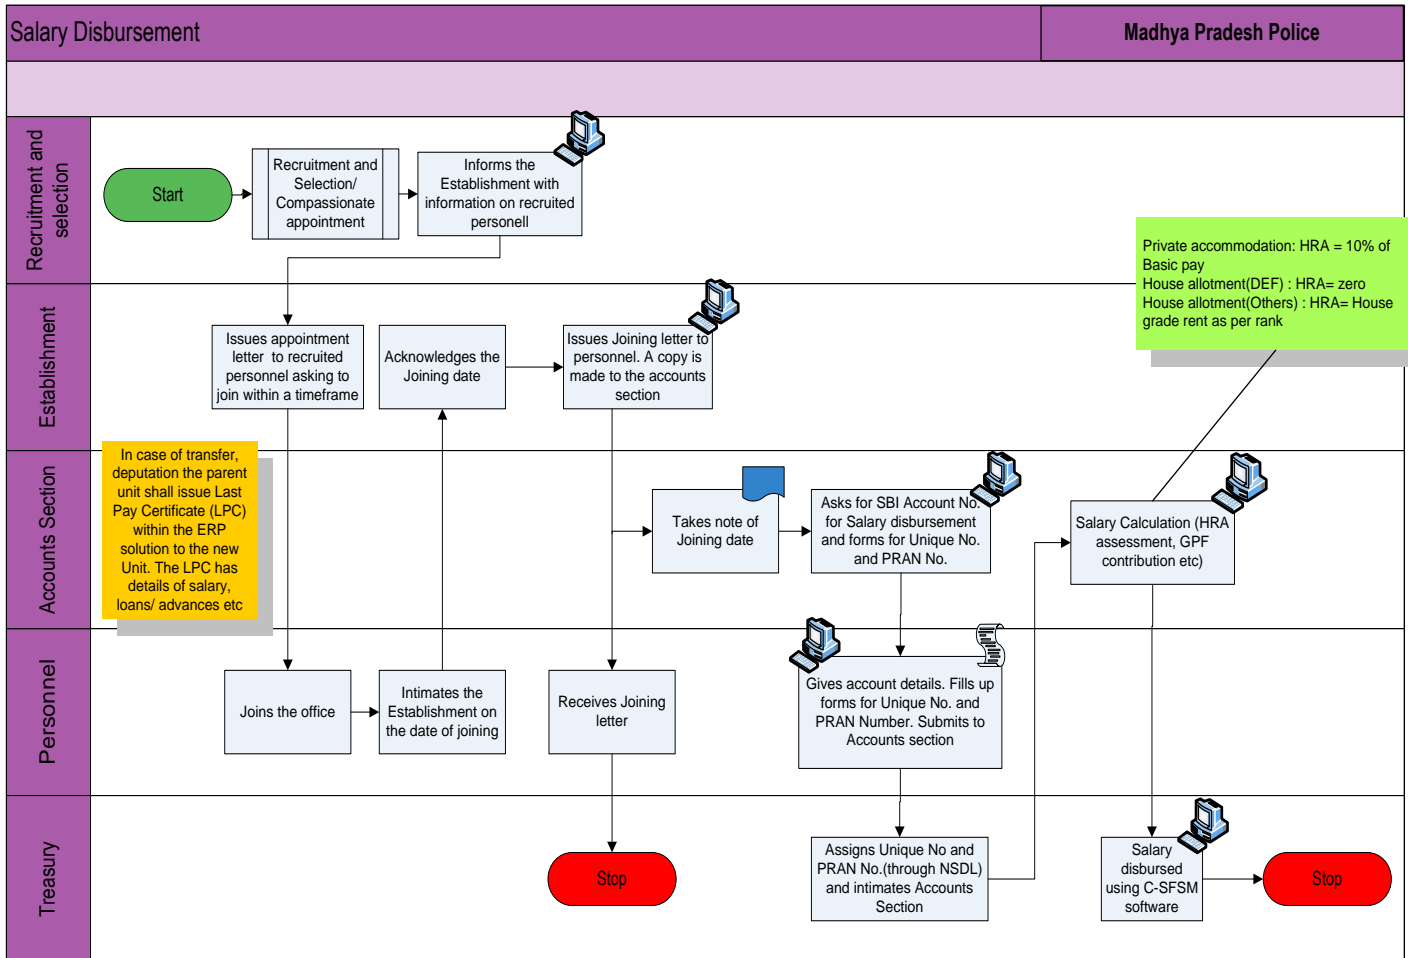 Salary Disbursement
Madhya Pradesh Police
Recruitment and
selection
Start
Recruitment and
Selection/
Compassionate
appointment
Informs the
Establishment with
information on recruited
personell
Private accommodation: HRA = 10% of
Basic pay
House allotment(DEF) : HRA= zero
House allotment(Others) : HRA= House
grade rent as per rank
Establishment
Issues appointment
letter to recruited
personnel asking to
join within a timeframe
Acknowledges the
Joining date
Issues Joining letter to
personnel. A copy is
made to the accounts
section
Accounts Section
In case of transfer,
deputation the parent
unit shall issue Last
Pay Certificate (LPC)
within the ERP
solution to the new
Unit. The LPC has
details of salary,
loans/ advances etc
Takes note of
Joining date
Asks for SBI Account No.
for Salary disbursement
and forms for Unique No.
and PRAN No.
Salary Calculation (HRA
assessment, GPF
contribution etc)
Personnel
Joins the office
Intimates the
Establishment on
the date of joining
Receives Joining
letter
Gives account details. Fills up
forms for Unique No. and
PRAN Number. Submits to
Accounts section
Treasury
Stop
Assigns Unique No and
PRAN No.(through NSDL)
and intimates Accounts
Section
Salary
disbursed
using C-SFSM
software
Stop